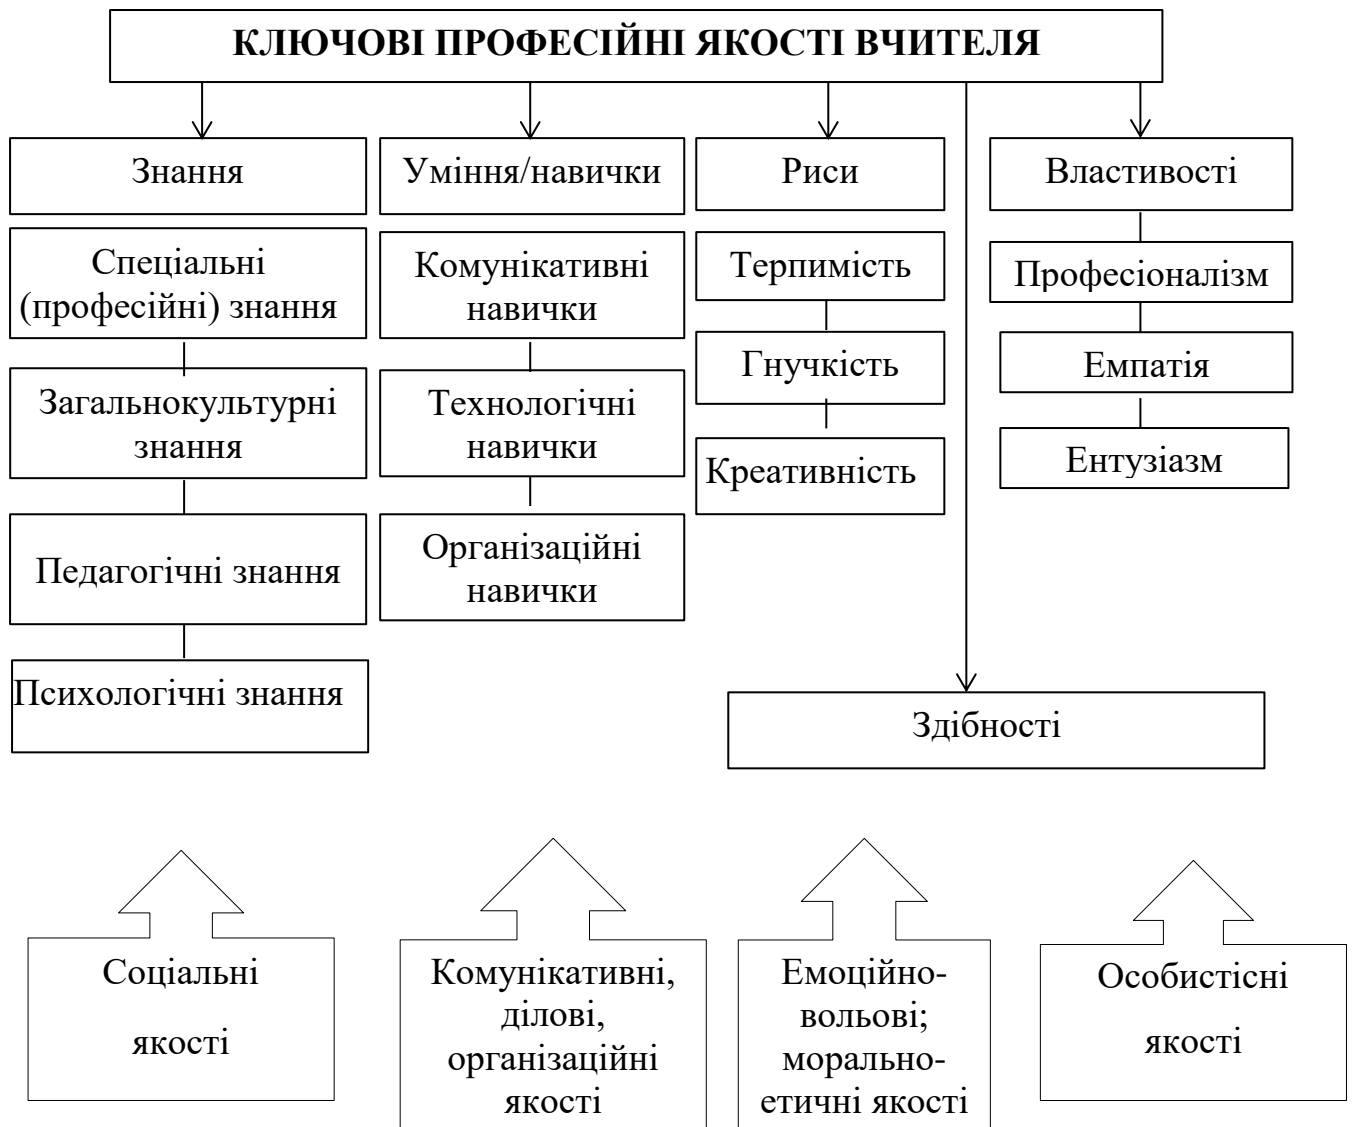 КЛЮЧОВІ ПРОФЕСІЙНІ ЯКОСТІ ВЧИТЕЛЯ
Знання
Уміння/навички
Риси
Властивості
Спеціальні
(професійні) знання
Комунікативні
навички
Терпимість
Професіоналізм
Загальнокультурні
знання
Технологічні
навички
Гнучкість
Емпатія
Педагогічні знання
Організаційні
навички
Креативність
Ентузіазм
Психологічні знання
Здібності
Соціальні
якості
Комунікативні,
ділові,
організаційні
якості
Емоційно-
вольові;
морально-
етичні якості
Особистісні
якості